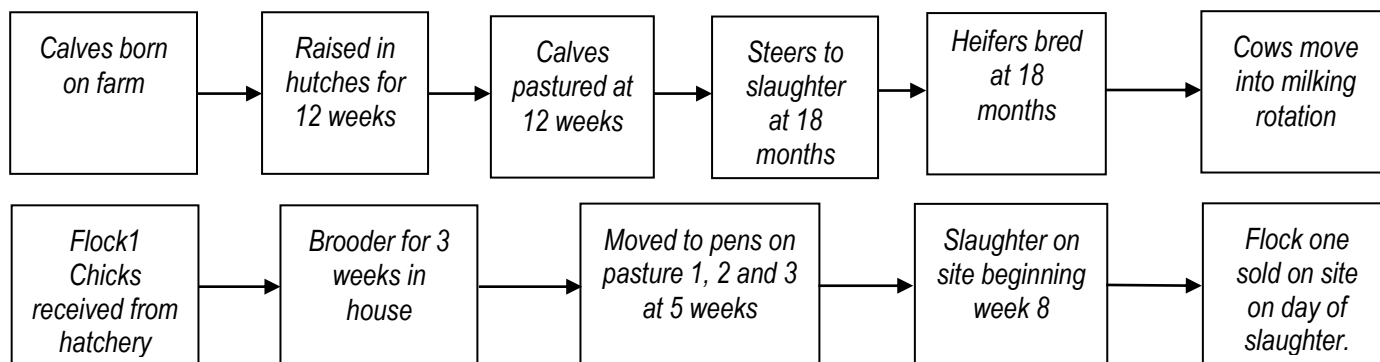 Calves born
on farm
Raised in
hutches for
12 weeks
Calves
pastured at
12 weeks
Steers to
slaughter
at 18
months
Heifers bred
at 18
months
Cows move
into milking
rotation
Flock1
Chicks
received from
hatchery
Brooder for 3
weeks in
house
Moved to pens on
pasture 1, 2 and 3
at 5 weeks
Slaughter on
site beginning
week 8
Flock one
sold on site
on day of
slaughter.